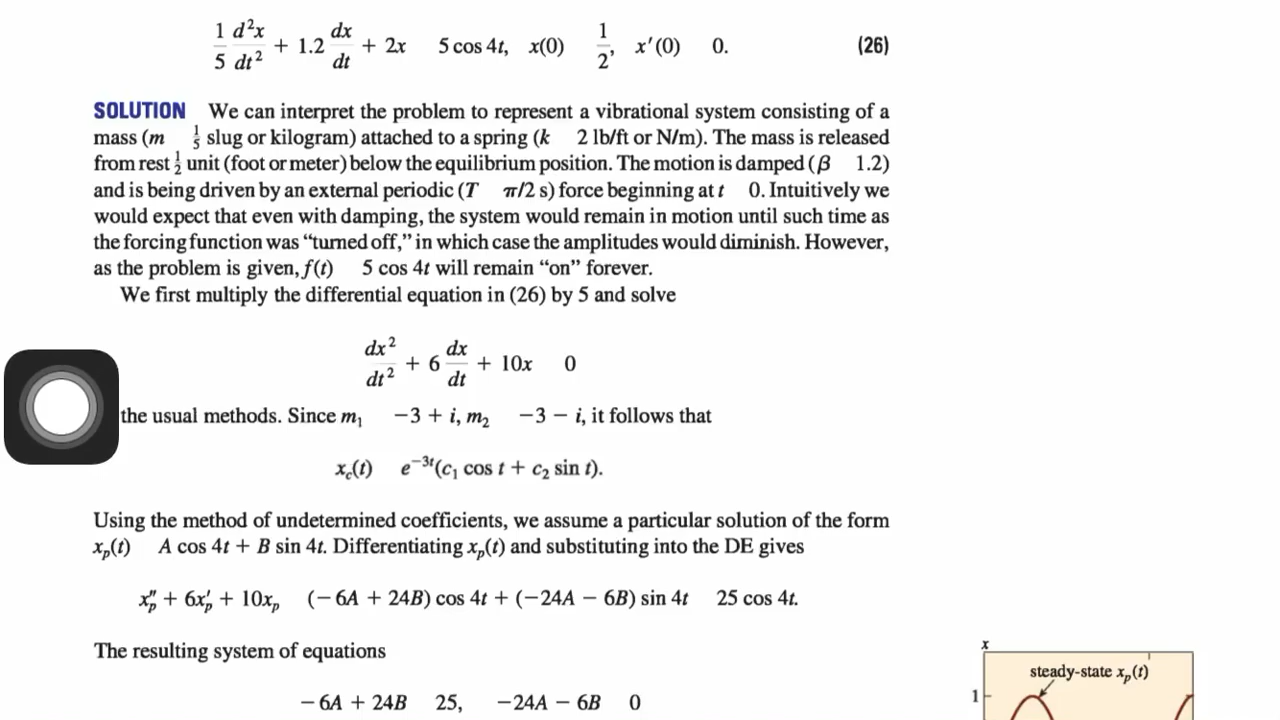 1/5 d²x/dt² + 1.2 dx/dt + 2x 5 cos 4t, x(0) 1/2, x′(0) 0. (26)
SOLUTION We can interpret the problem to represent a vibrational system consisting of a
mass (m 1/5 slug or kilogram) attached to a spring (k 2 lb/ft or N/m). The mass is released
from rest 1/2 unit (foot or meter) below the equilibrium position. The motion is damped (β 1.2)
and is being driven by an external periodic (T π/2 s) force beginning at t 0. Intuitively we
would expect that even with damping, the system would remain in motion until such time as
the forcing function was “turned off,” in which case the amplitudes would diminish. However,
as the problem is given, f(t) 5 cos 4t will remain “on” forever.
We first multiply the differential equation in (26) by 5 and solve
dx²/dt² + 6 dx/dt + 10x 0
the usual methods. Since m₁ −3 + i, m₂ −3 − i, it follows that
x_c(t) e^−3t(c₁ cos t + c₂ sin t).
Using the method of undetermined coefficients, we assume a particular solution of the form
x_p(t) A cos 4t + B sin 4t. Differentiating x_p(t) and substituting into the DE gives
x″_p + 6x′_p + 10x_p (−6A + 24B) cos 4t + (−24A − 6B) sin 4t 25 cos 4t.
The resulting system of equations
−6A + 24B 25, −24A − 6B 0
x
steady-state x_p(t)
1